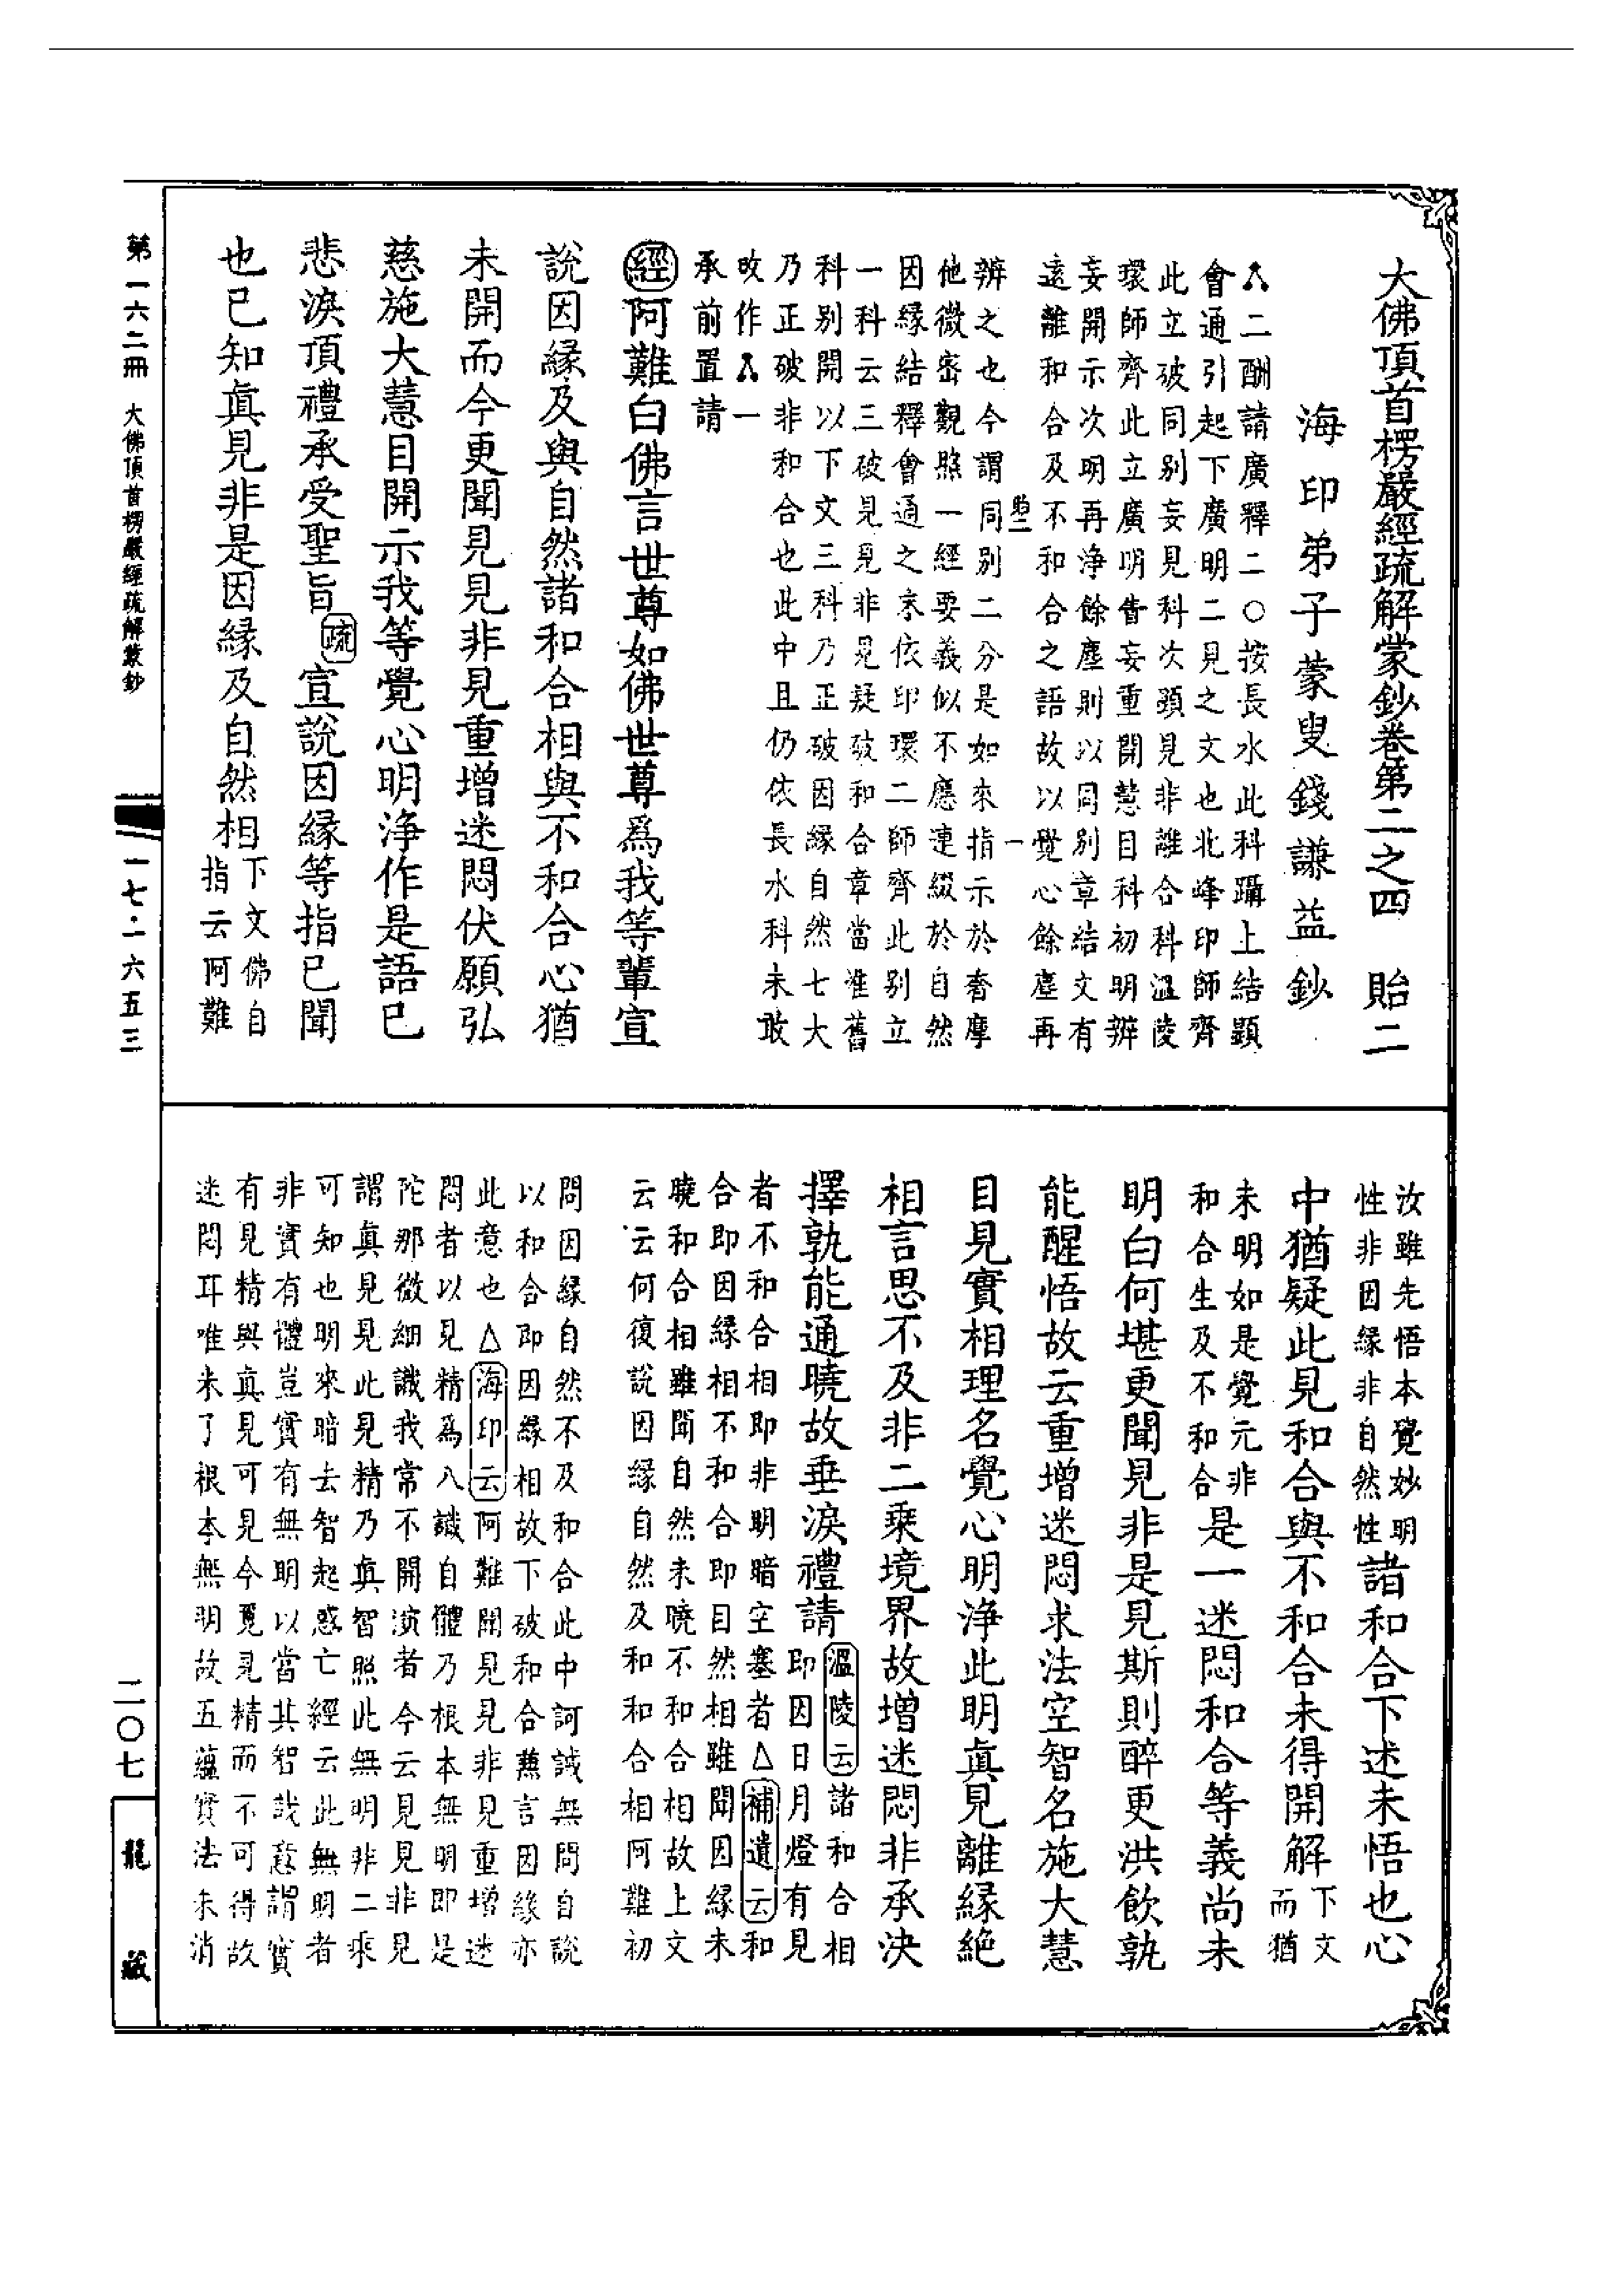 大佛頂首楞嚴經疏解蒙鈔卷第二之四　貽二
海印弟子蒙叟錢謙益鈔
二酬請廣釋二○按長水此科躡上結顯
會通引起下廣明二見之文也北峰印師齊
此立破同別妄見科次頭見非離合科溫陵
環師齊此立廣明眚妄重開慧目科初明辨
妄開示次明再淨餘塵則以同別章結文有
遠離和合及不和合之語故以覺心餘塵再
辨之也今謂同別二分是如來指示於奢摩
他微密觀照一經要義似不應連綴於自然
因緣結釋會通之末依印環二師齊此別立
一科云三破見見非見疑破和合章當准舊
科別開以下文三科乃正破因緣自然七大
乃正破非和合也此中且仍依長水科未敢
改作 一
承前置請
經阿難白佛言世尊如佛世尊爲我等輩宣
說因緣及與自然諸和合相與不和合心猶
未開而今更聞見見非見重增迷悶伏願弘
慈施大慧目開示我等覺心明淨作是語已
悲淚頂禮承受聖旨疏宣說因緣等指已聞
也已知眞見非是因緣及自然相下文佛自
指云阿難
汝雖先悟本覺妙明
性非因緣非自然性諸和合下述未悟也心
中猶疑此見和合與不和合未得開解下文
而猶
未明如是覺元非
和合生及不和合是一迷悶和合等義尚未
明白何堪更聞見非是見斯則醉更洪飲孰
能醒悟故云重增迷悶求法空智名施大慧
目見實相理名覺心明淨此明眞見離緣絶
相言思不及非二乘境界故增迷悶非承決
擇孰能通曉故垂淚禮請溫陵云諸和合相
即因日月燈有見
者不和合相即非明暗空塞者△補遺云和
合即因緣相不和合即自然相雖聞因緣未
曉和合相雖聞自然未曉不和合相故上文
云云何復說因緣自然及和和合相阿難初
問因緣自然不及和合此中訶誡無問自說
以和合即因緣相故下破和合蕉言因緣亦
此意也△海印云阿難開見見非見重增迷
悶者以見精爲八識自體乃根本無明即是
陀那微細識我常不開演者今云見見非見
謂眞見見此見精乃眞智照此無明非二乘
可知也明來暗去智起惑亡經云此無明者
非實有體豈實有無明以當其智哉意謂實
有見精與眞見可見今覓見精而不可得故
迷悶耳唯未了根本無明故五蘊實法未消
第一六二冊　大佛頂首楞嚴經疏解蒙鈔
一七·一六五三
二〇七
龍藏